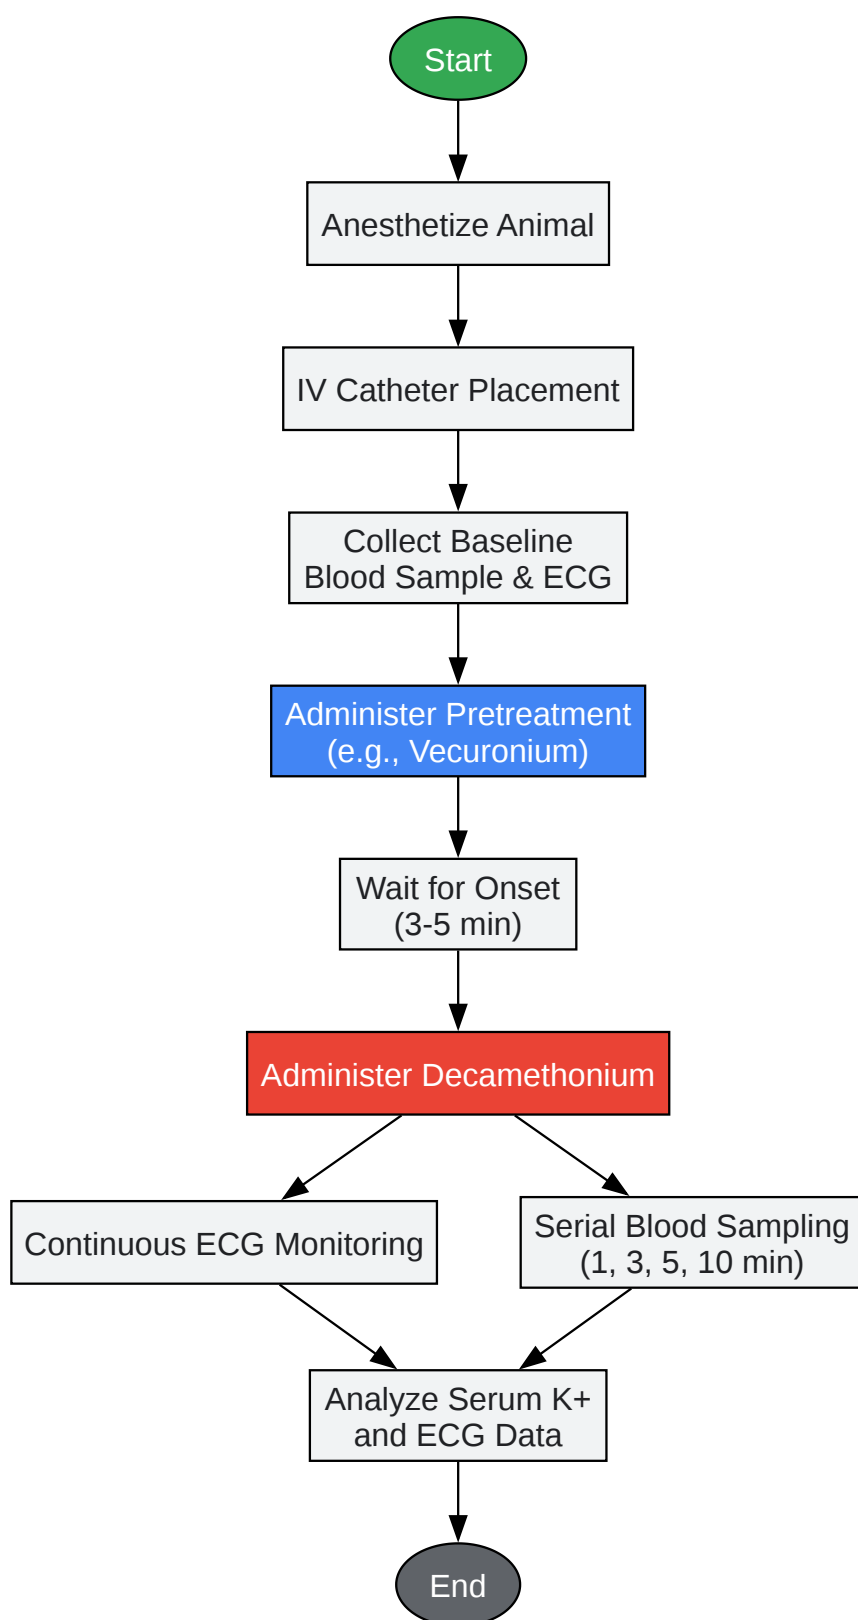 Start
Anesthetize Animal
IV Catheter Placement
Collect Baseline
Blood Sample & ECG
Administer Pretreatment
(e.g., Vecuronium)
Wait for Onset
(3-5 min)
Administer Decamethonium
Continuous ECG Monitoring
Serial Blood Sampling
(1, 3, 5, 10 min)
Analyze Serum K+
and ECG Data
End